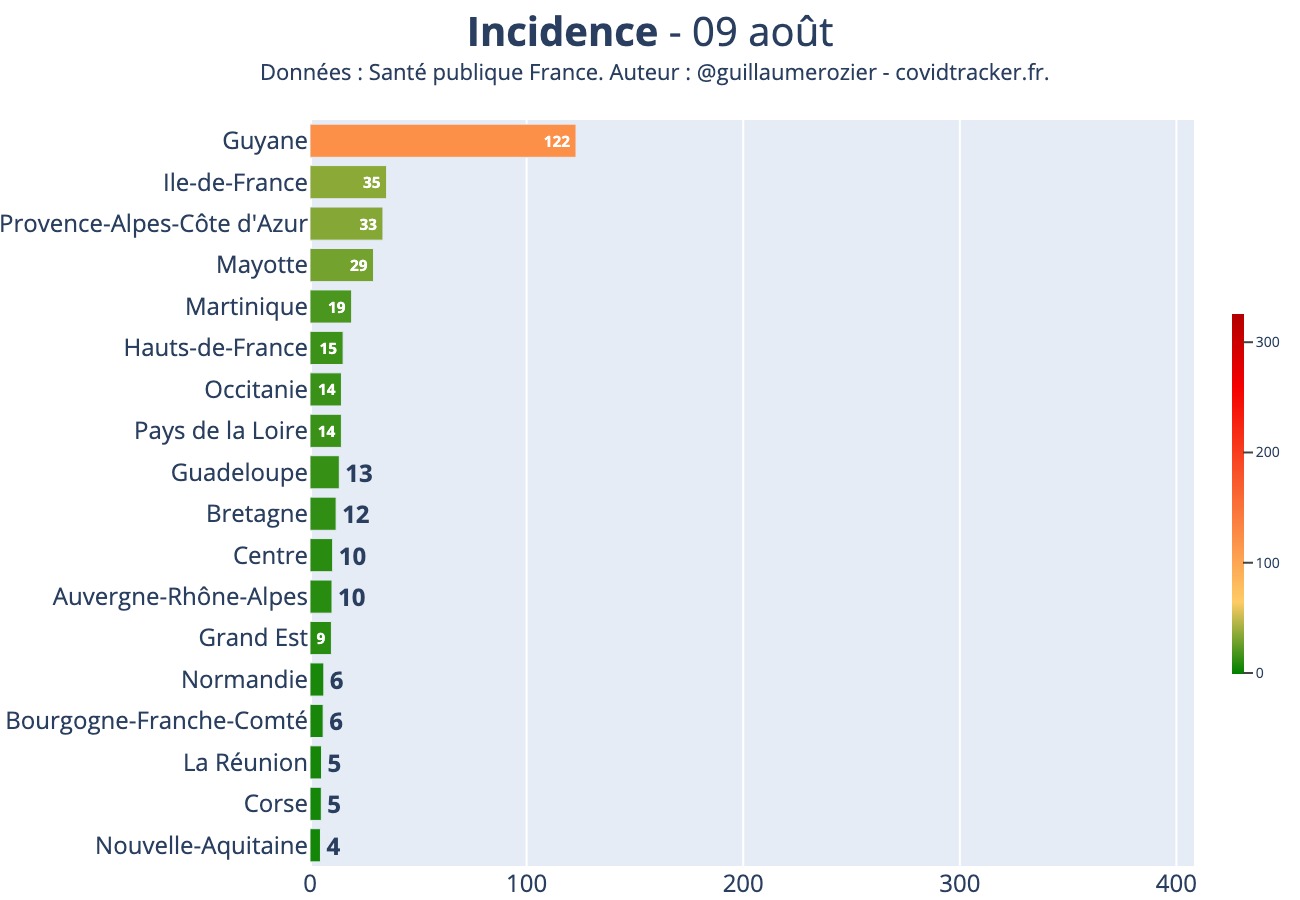 Incidence - 09 août
Données : Santé publique France. Auteur : @guillaumerozier - covidtracker.fr.
Guyane 122
Ile-de-France 35
Provence-Alpes-Côte d'Azur 33
Mayotte 29
Martinique 19
Hauts-de-France 15
Occitanie 14
Pays de la Loire 14
Guadeloupe 13
Bretagne 12
Centre 10
Auvergne-Rhône-Alpes 10
Grand Est 9
Normandie 6
Bourgogne-Franche-Comté 6
La Réunion 5
Corse 5
Nouvelle-Aquitaine 4
0 100 200 300 400
300
200
100
0